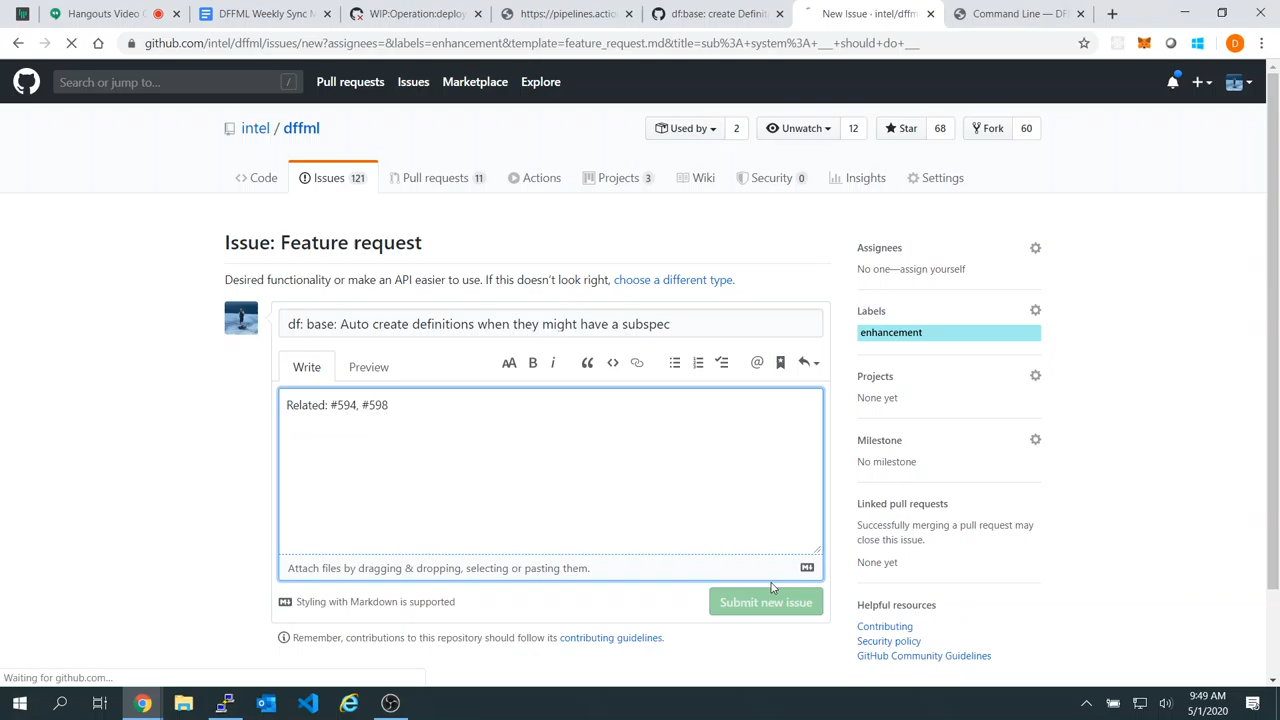 Hangouts Video C
DFFML Weekly Sync M
WIP:Operation:deploy
https://pipelines.action
df:base: create Definiti
New Issue · intel/dffm
Command Line — DF
github.com/intel/dffml/issues/new?assignees=&labels=enhancement&template=feature_request.md&title=sub%3A+system%3A+___+should+do+___
D
Search or jump to...
/
Pull requests
Issues
Marketplace
Explore
intel / dffml
Used by
2
Unwatch
12
Star
68
Fork
60
Code
Issues 121
Pull requests 11
Actions
Projects 3
Wiki
Security 0
Insights
Settings
Issue: Feature request
Desired functionality or make an API easier to use. If this doesn't look right, choose a different type.
df: base: Auto create definitions when they might have a subspec
Write
Preview
AA B i
Related: #594, #598
Attach files by dragging & dropping, selecting or pasting them.
Styling with Markdown is supported
Submit new issue
Remember, contributions to this repository should follow its contributing guidelines.
Assignees
No one—assign yourself
Labels
enhancement
Projects
None yet
Milestone
No milestone
Linked pull requests
Successfully merging a pull request may
close this issue.
None yet
Helpful resources
Contributing
Security policy
GitHub Community Guidelines
Waiting for github.com...
9:49 AM
5/1/2020